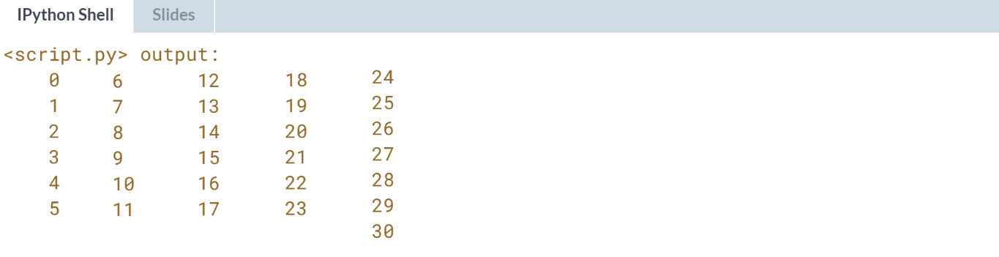 IPython Shell Slides
<script.py> output:
0 6 12 18 24
1 7 13 19 25
2 8 14 20 26
3 9 15 21 27
4 10 16 22 28
5 11 17 23 29
30